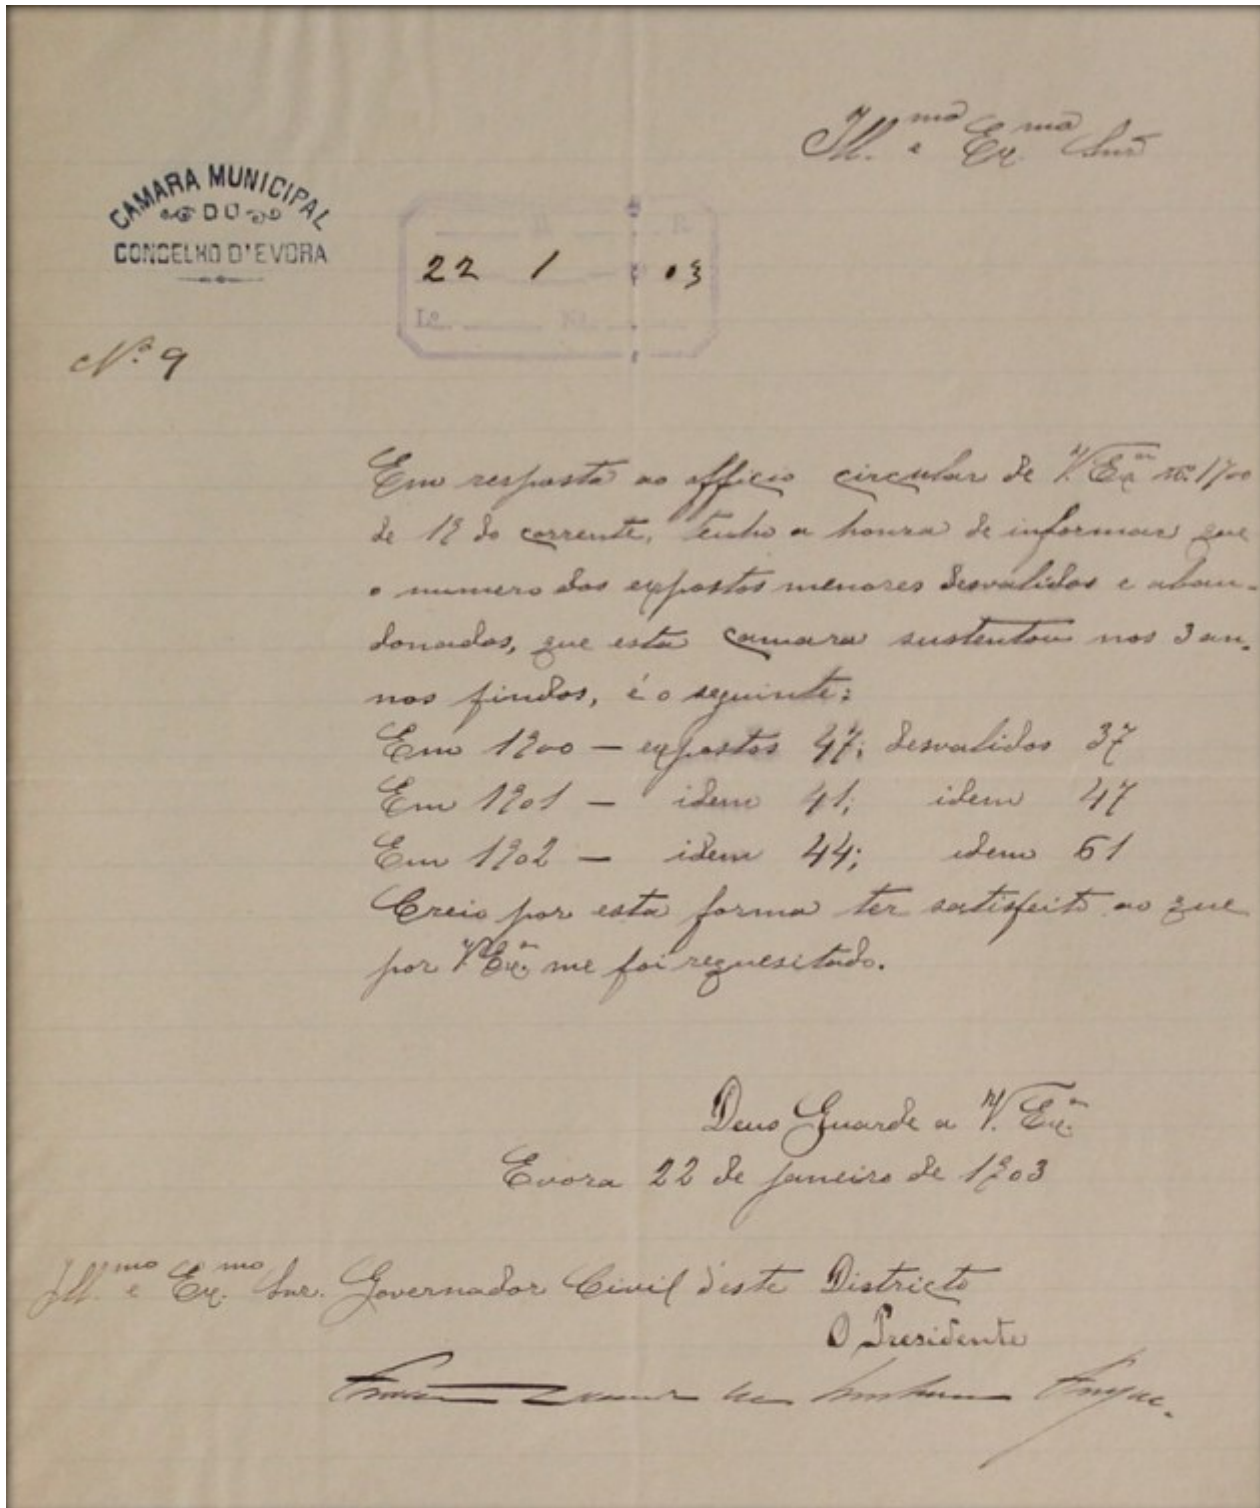 Ill.mo e Ex.mo Snr
CAMARA MUNICIPAL
DO
CONCELHO D'EVORA
22 1 03
L.º
N.º 9
Em resposta ao officio circular de V. Ex.ª nº 1700
de 19 do corrente, tenho a honra de informar que
o numero dos expostos menores desvalidos e aban-
donados, que esta camara sustentou nos 3 an-
nos findos, é o seguinte:
Em 1900 — expostos 47; desvalidos 37
Em 1901 — idem 41; idem 47
Em 1902 — idem 44; idem 61
Creio por esta forma ter satisfeito ao que
por V. Ex.ª me foi requesitado.
Deus Guarde a V. Ex.ª
Evora 22 de janeiro de 1903
Ill.mo e Ex.mo Snr. Governador Civil d'este Districto
O Presidente